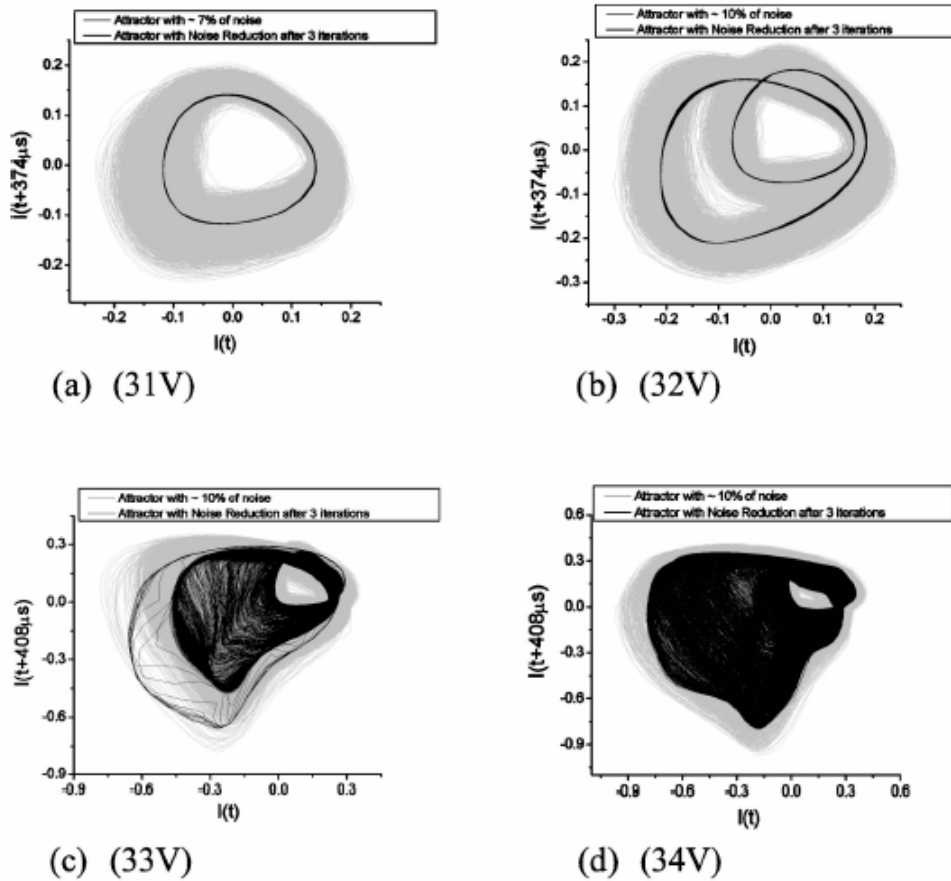 Attractor with ~ 7% of noise
Attractor with Noise Reduction after 3 iterations
I(t+374µs)
0.2
0.1
0.0
-0.1
-0.2
-0.2 -0.1 0.0 0.1 0.2
I(t)
(a) (31V)
Attractor with ~ 10% of noise
Attractor with Noise Reduction after 3 iterations
I(t+374µs)
0.2
0.1
0.0
-0.1
-0.2
-0.3
-0.3 -0.2 -0.1 0.0 0.1 0.2
I(t)
(b) (32V)
Attractor with ~ 10% of noise
Attractor with Noise Reduction after 3 iterations
I(t+408µs)
0.3
0.0
-0.3
-0.6
-0.9
-0.9 -0.6 -0.3 0.0 0.3
I(t)
(c) (33V)
Attractor with ~ 10% of noise
Attractor with Noise Reduction after 3 iterations
I(t+408µs)
0.6
0.3
0.0
-0.3
-0.6
-0.9
-0.9 -0.6 -0.3 0.0 0.3 0.6
I(t)
(d) (34V)